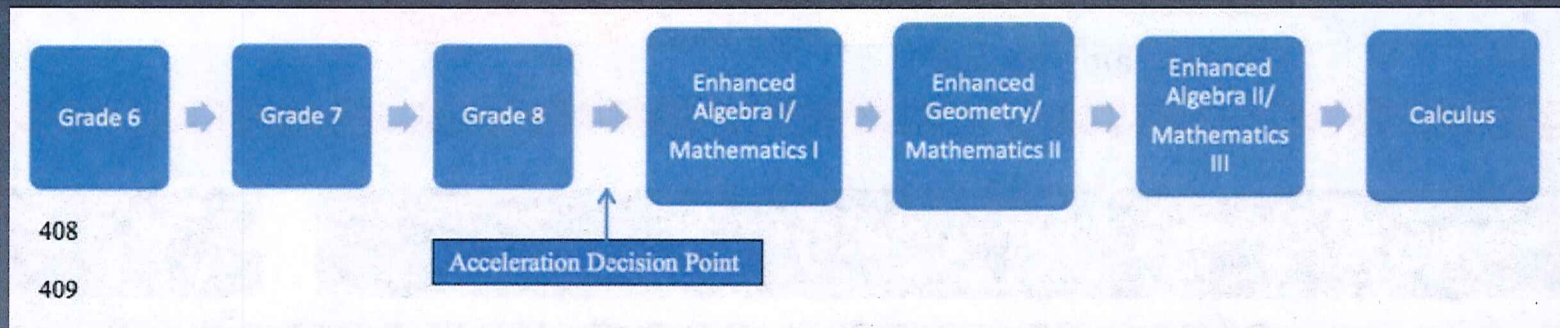 Grade 6
Grade 7
Grade 8
Enhanced
Algebra I/
Mathematics I
Enhanced
Geometry/
Mathematics II
Enhanced
Algebra II/
Mathematics
III
Calculus
408
Acceleration Decision Point
409